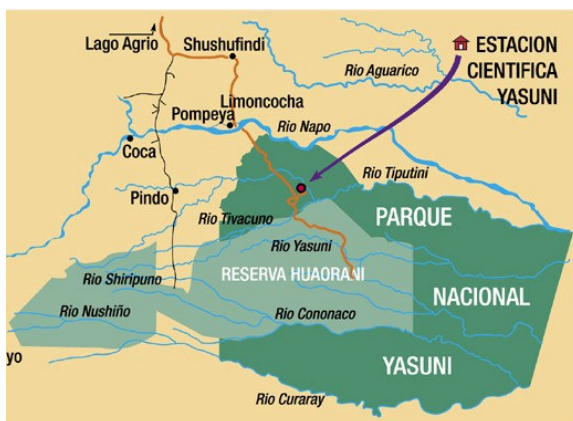 Lago Agrio
Shushufindi
ESTACION
CIENTIFICA
YASUNI
Rio Aguarico
Limoncocha
Pompeya
Rio Napo
Coca
Rio Tiputini
Pindo
Rio Tivacuno
PARQUE
Rio Yasuni
RESERVA HUAORANI
Rio Shiripuno
NACIONAL
Rio Nushiño
Rio Cononaco
yo
YASUNI
Rio Curaray